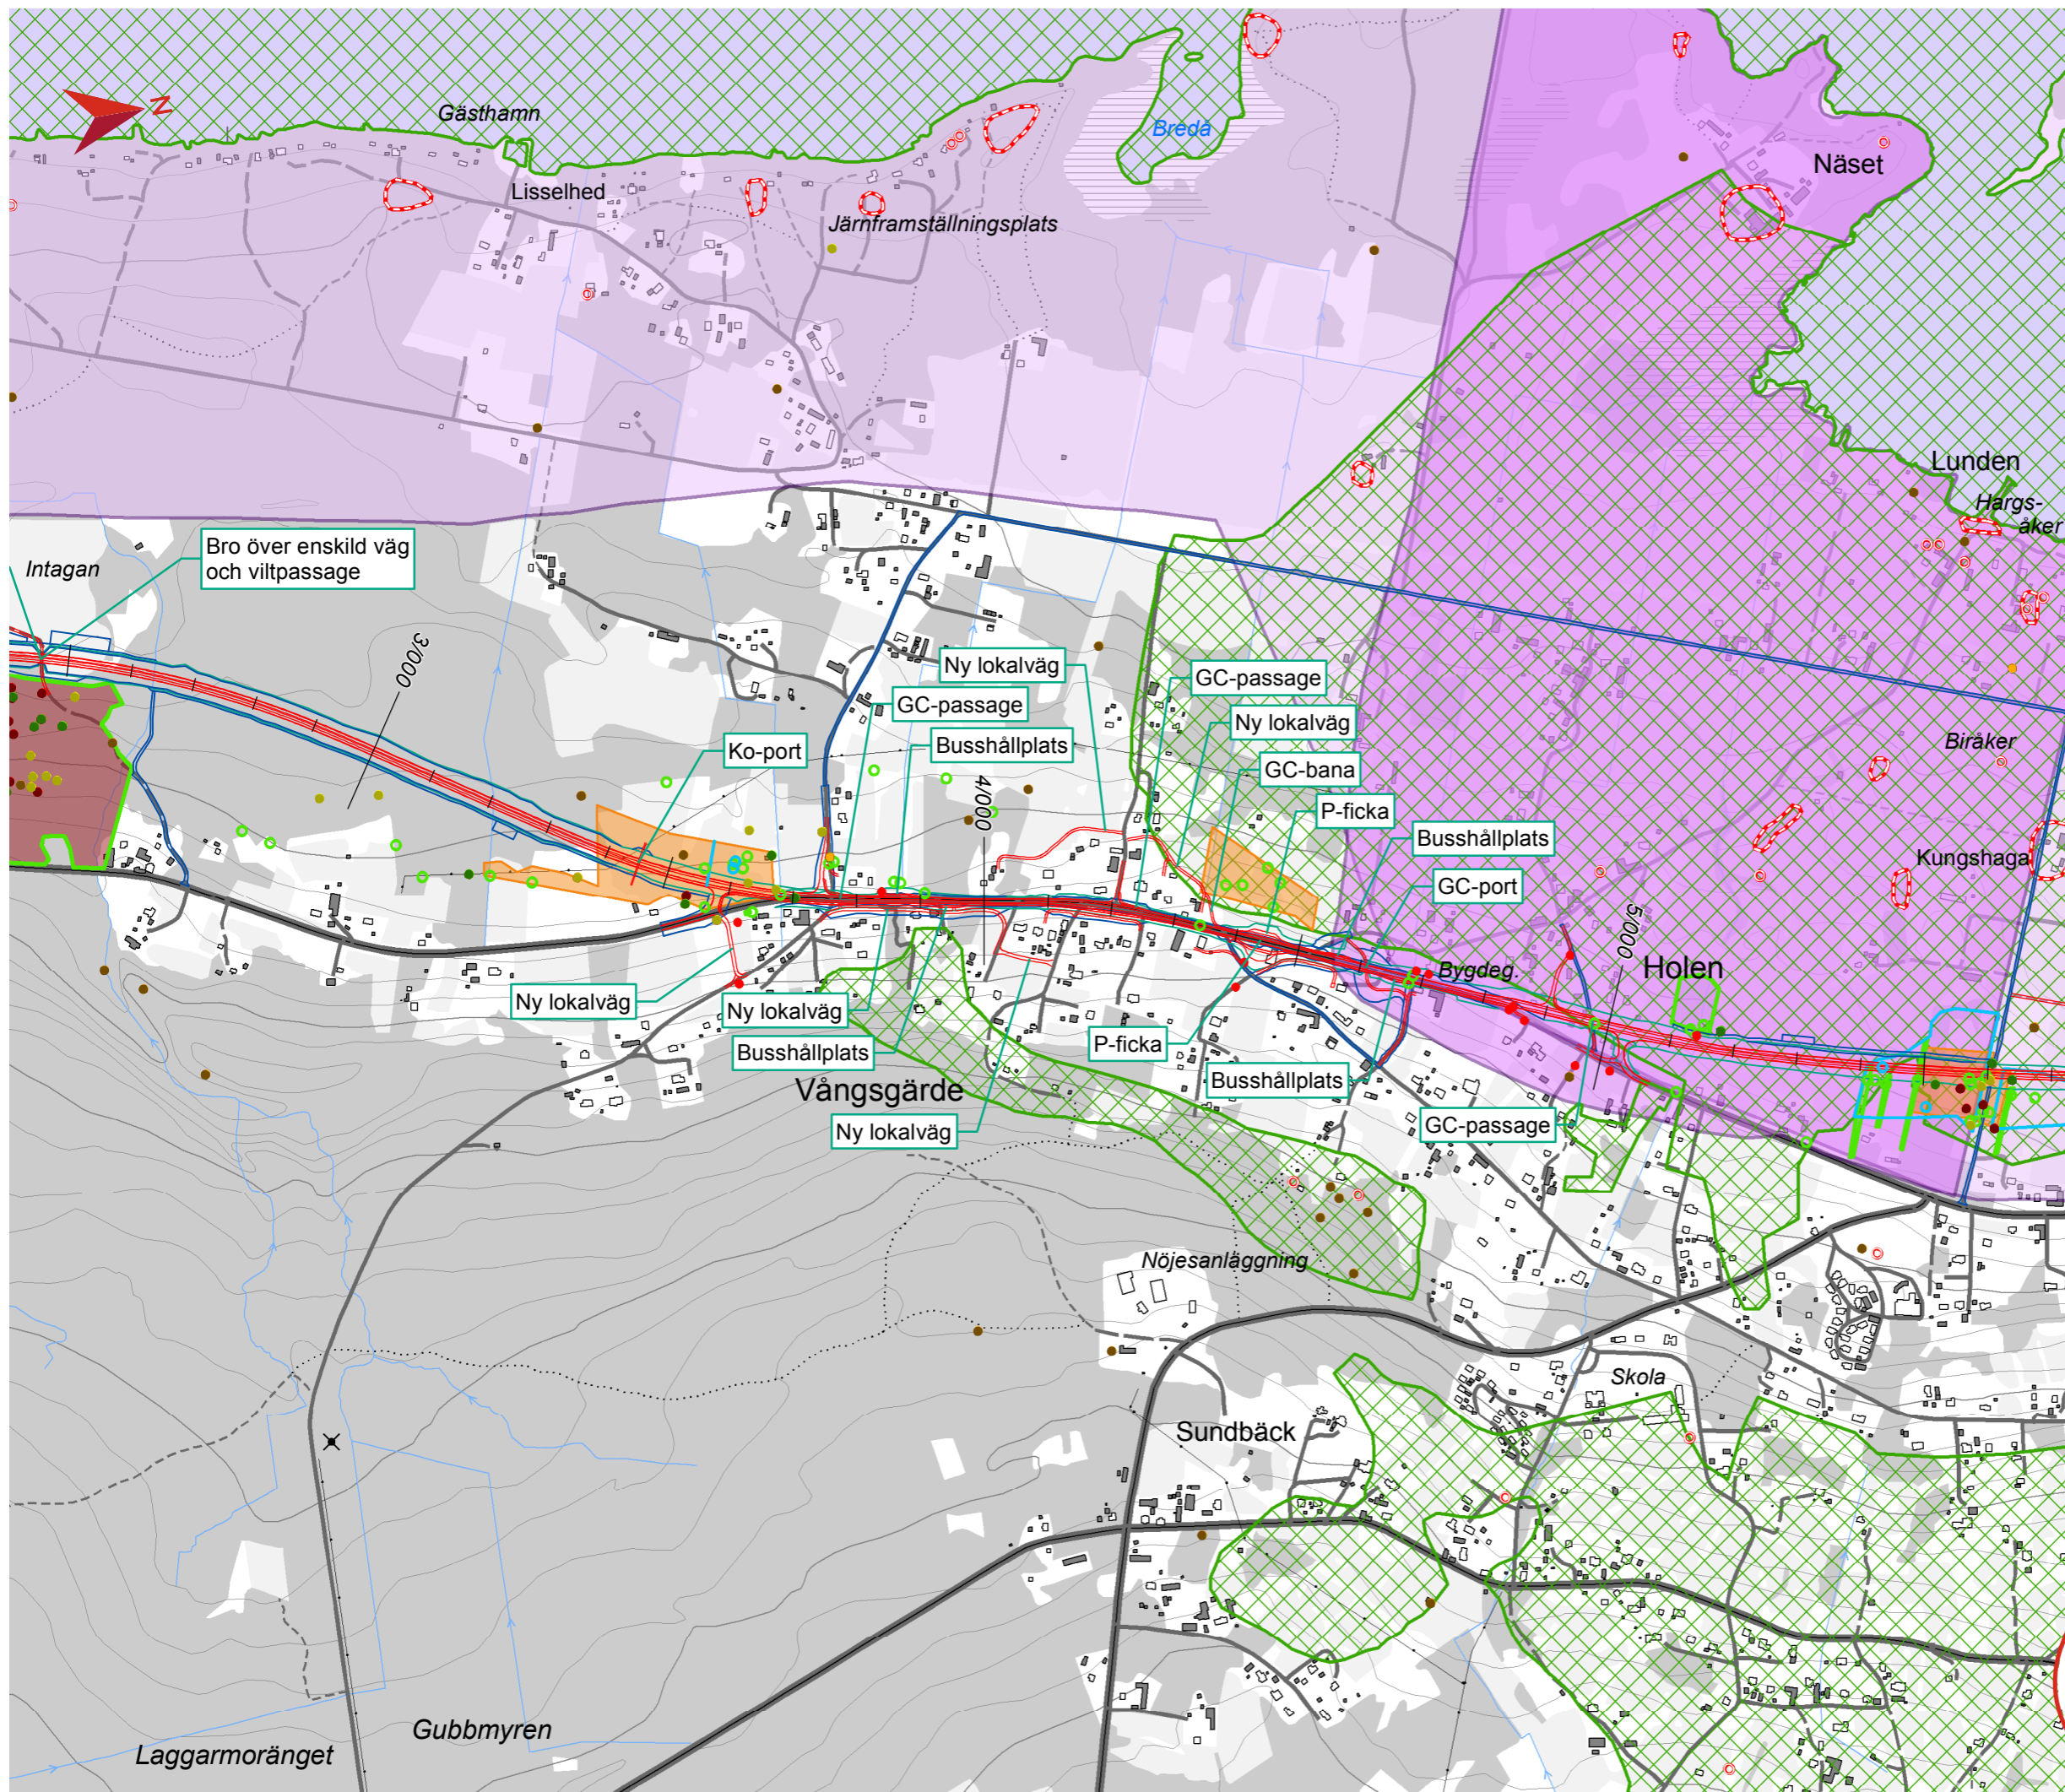 N
Gästhamn
Lisselhed
Järnframställningsplats
Bredå
Näset
Lunden
Hargs-
åker
Intagan
Bro över enskild väg
och viltpassage
3/000
Ny lokalväg
GC-passage
GC-passage
Ny lokalväg
Busshållplats
Ko-port
GC-bana
4/000
P-ficka
Busshållplats
GC-port
Biråker
Kungshaga
5/000
Holen
Bygdeg.
Ny lokalväg
Ny lokalväg
Busshållplats
P-ficka
Busshållplats
Vångsgärde
Ny lokalväg
GC-passage
Nöjesanläggning
Skola
Sundbäck
Gubbmyren
Laggarmoränget